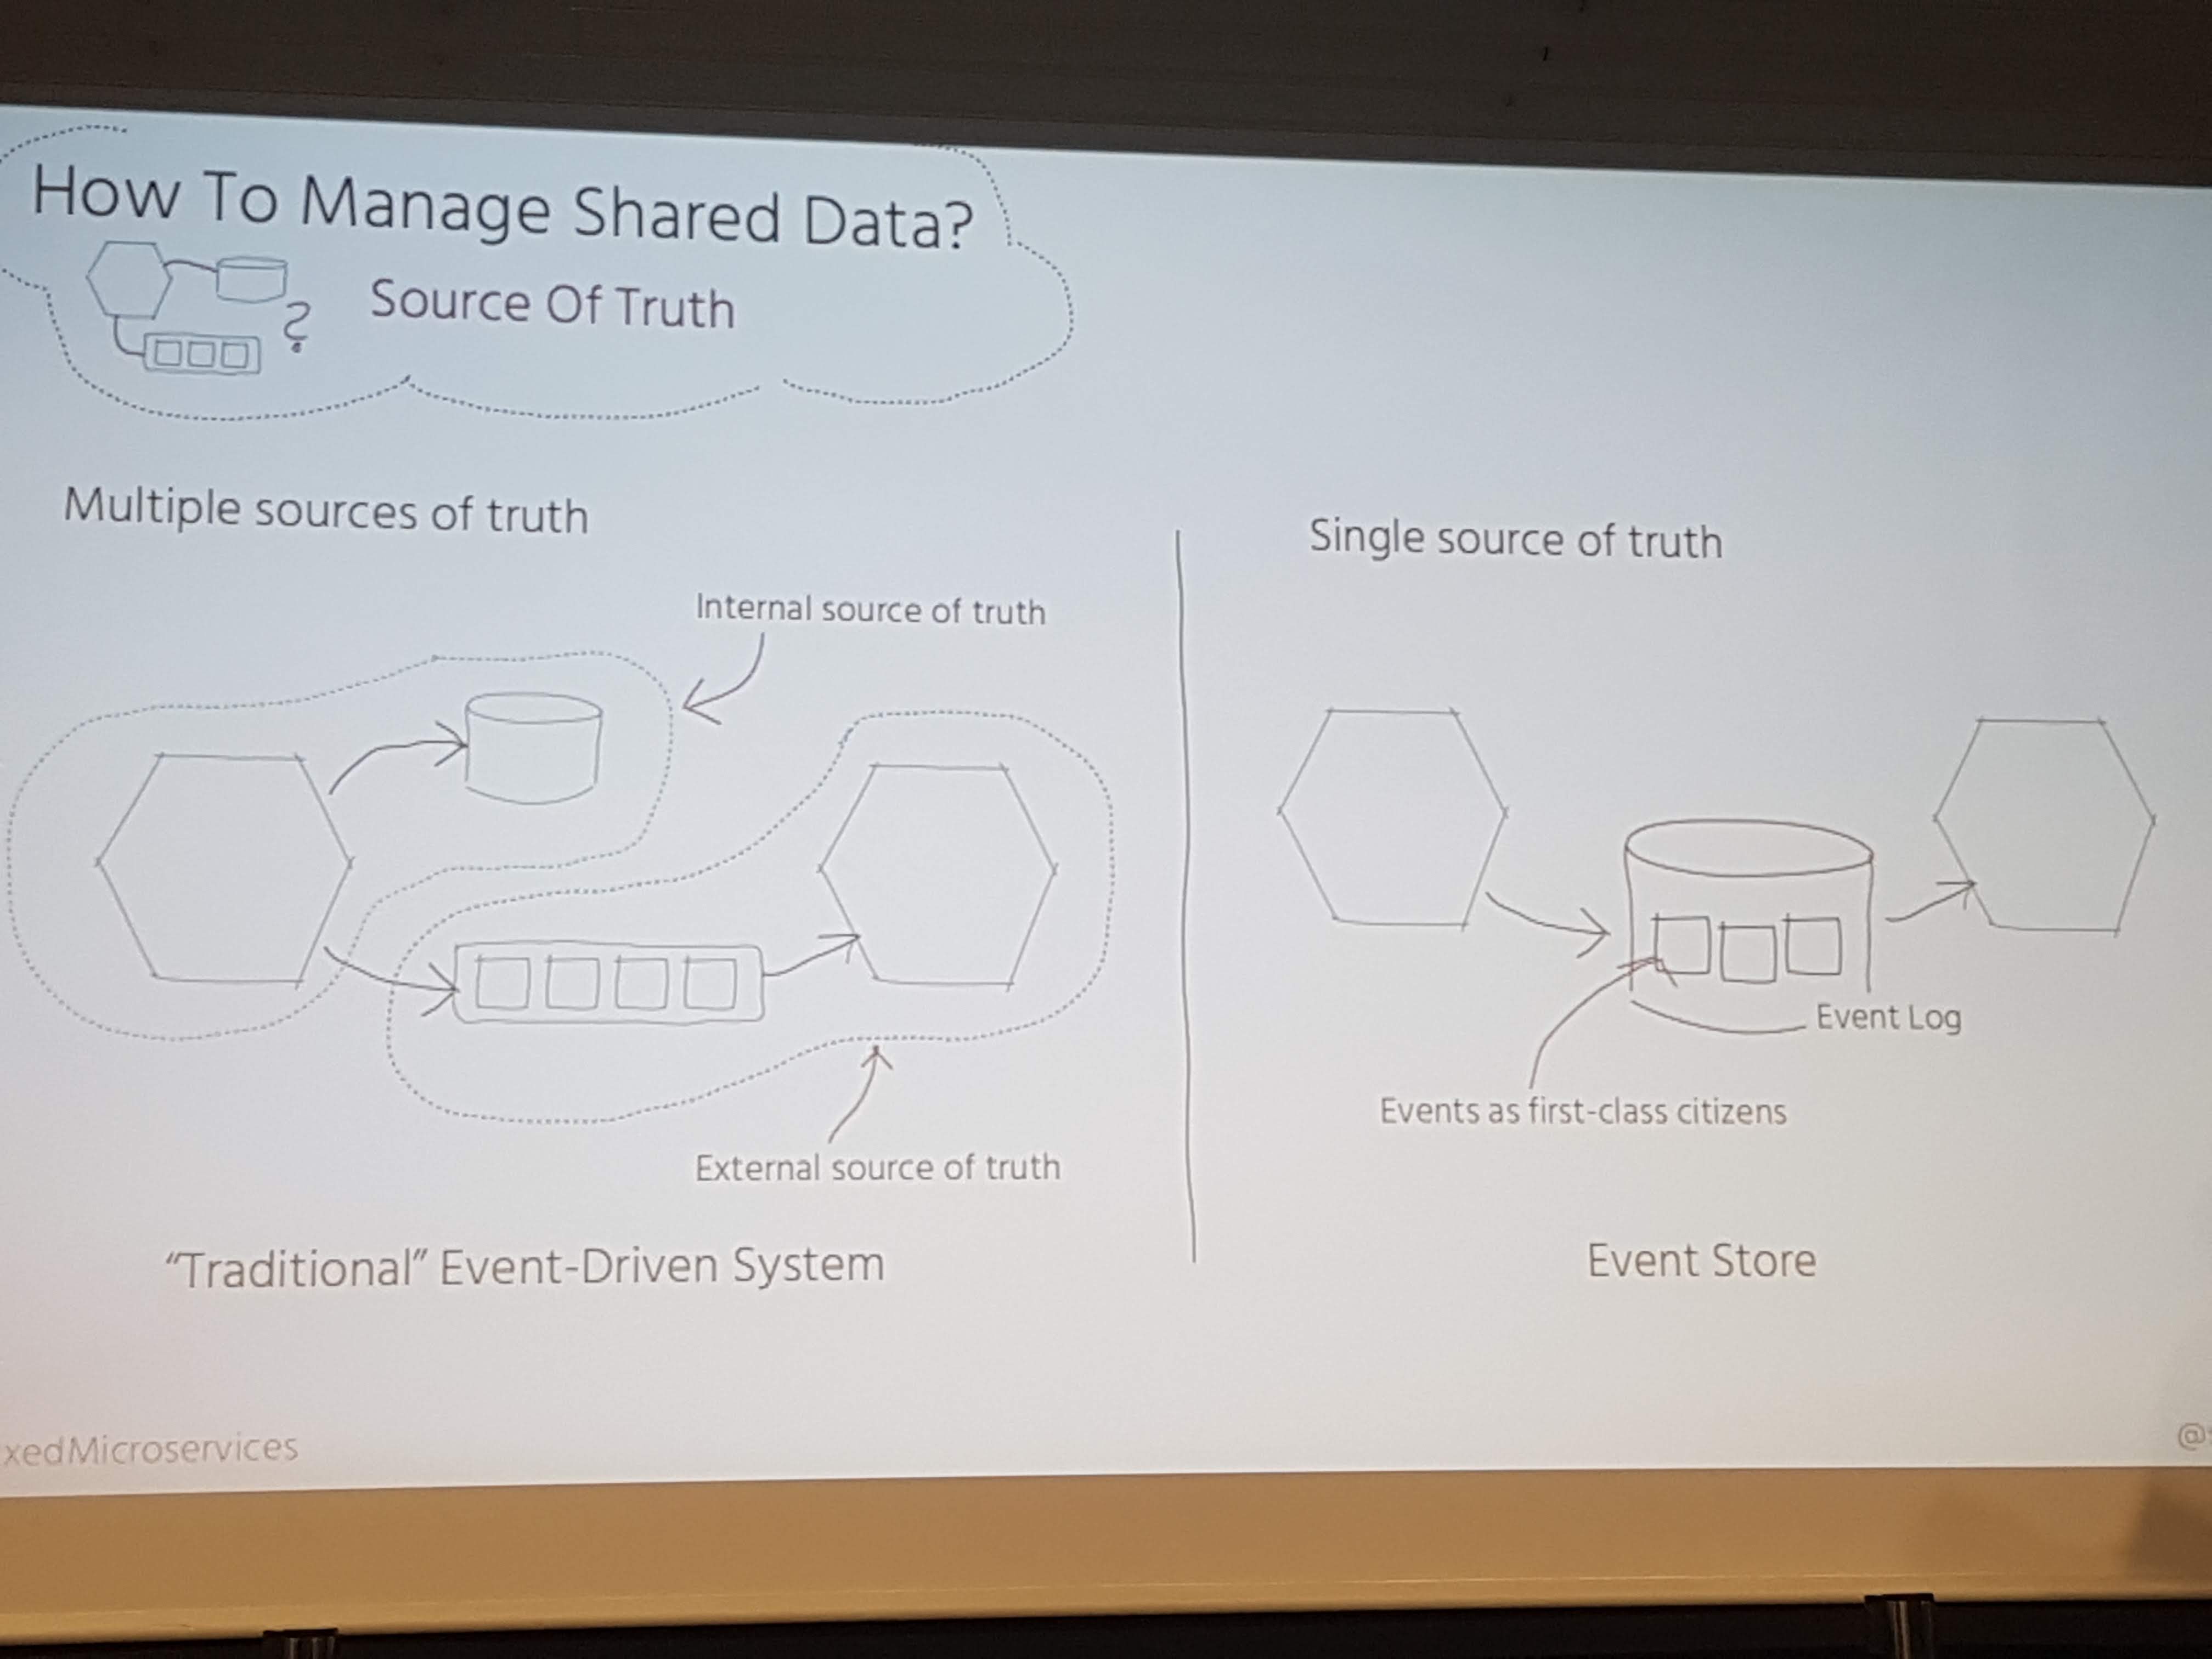 How To Manage Shared Data?
Source Of Truth
?
Multiple sources of truth
Internal source of truth
External source of truth
"Traditional" Event-Driven System
Single source of truth
Event Log
Events as first-class citizens
Event Store
xedMicroservices
@